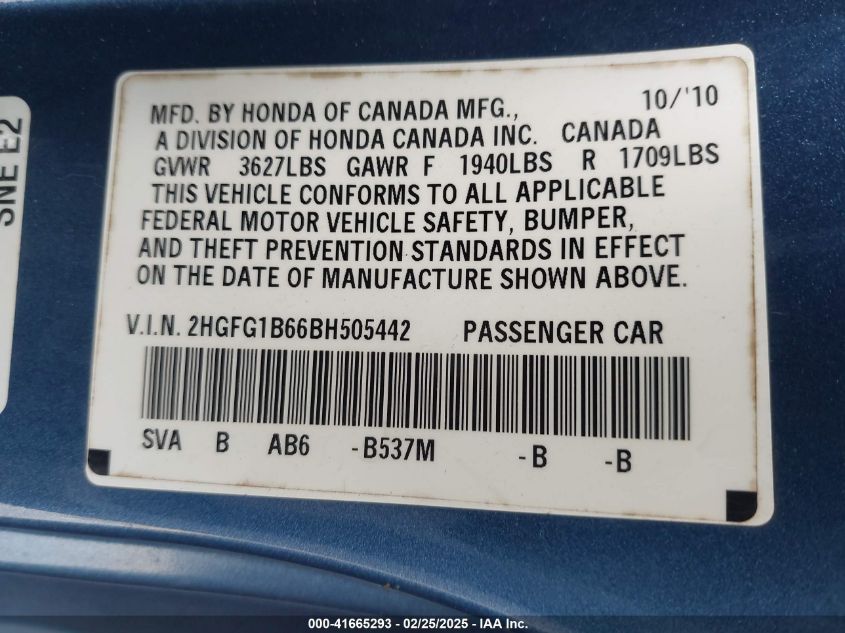 MFD. BY HONDA OF CANADA MFG., 10/'10
A DIVISION OF HONDA CANADA INC. CANADA
GVWR 3627LBS GAWR F 1940LBS R 1709LBS
THIS VEHICLE CONFORMS TO ALL APPLICABLE
FEDERAL MOTOR VEHICLE SAFETY, BUMPER,
AND THEFT PREVENTION STANDARDS IN EFFECT
ON THE DATE OF MANUFACTURE SHOWN ABOVE.
V.I.N. 2HGFG1B66BH505442 PASSENGER CAR
SVA B AB6 -B537M -B -B
SNE E2
000-41665293 - 02/25/2025 - IAA Inc.